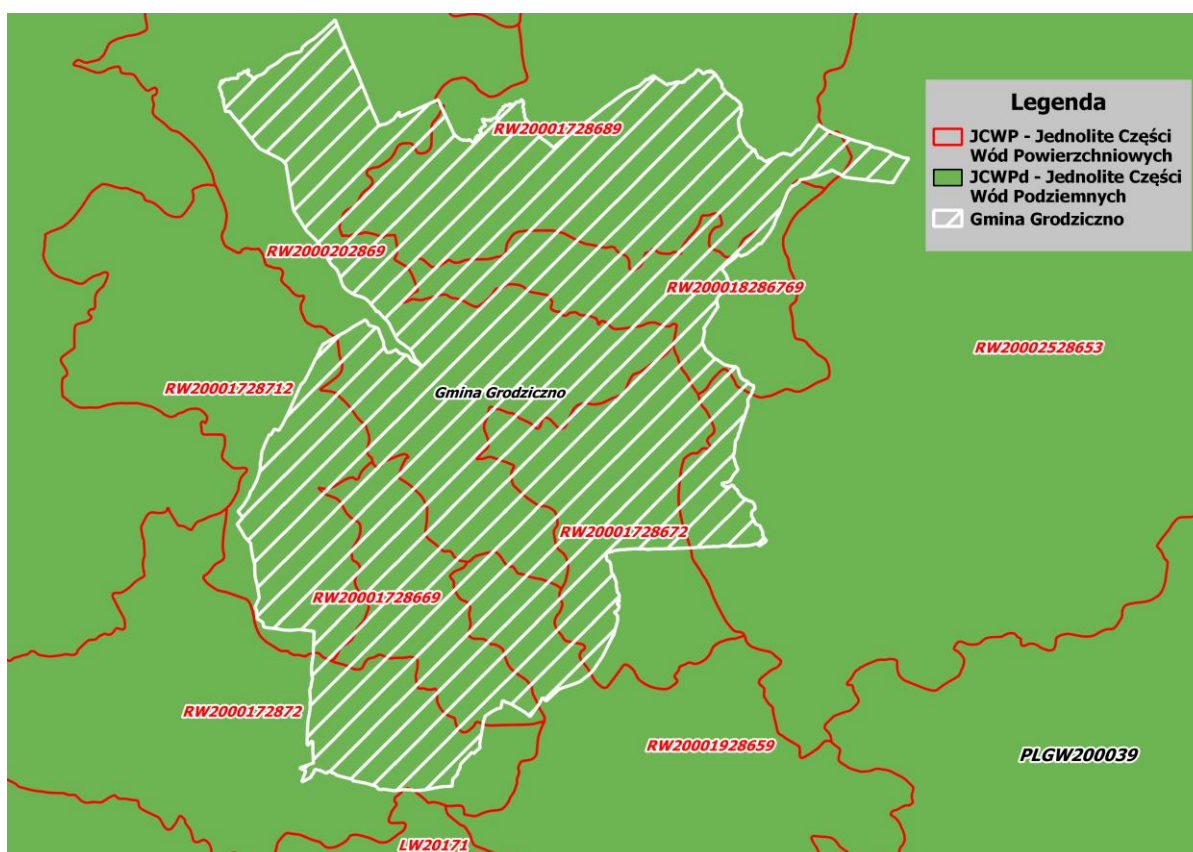 Legenda
JCWP - Jednolite Części
Wód Powierzchniowych
JCWPd - Jednolite Części
Wód Podziemnych
Gmina Grodziczno
RW20001728689
RW2000202869
RW200018286769
RW20002528653
RW20001728712
Gmina Grodziczno
RW20001728672
RW20001728669
RW2000172872
RW20001928659
PLGW200039
LW20171